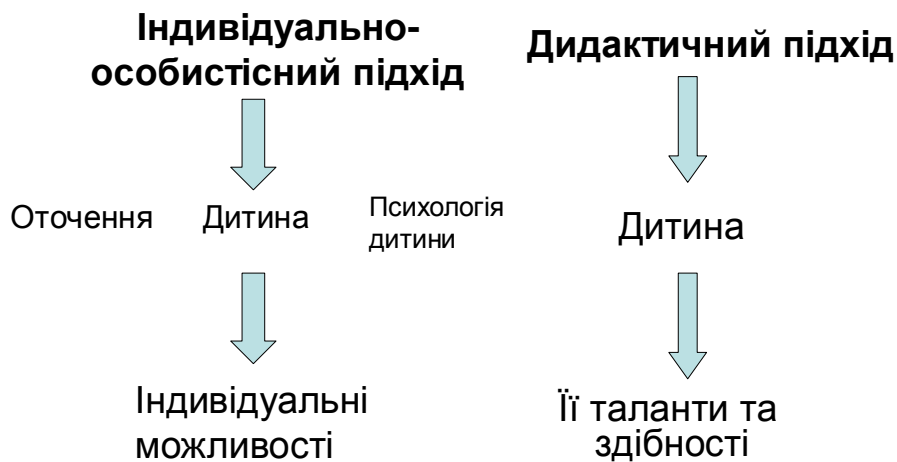 Індивідуально-
особистісний підхід
Дидактичний підхід
Оточення
Дитина
Психологія
дитини
Дитина
Індивідуальні
можливості
Її таланти та
здібності